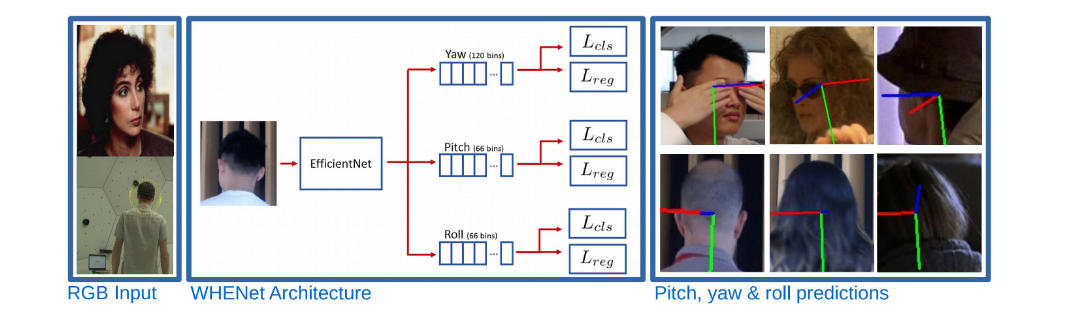 Yaw (120 bins)
...
L_cls
L_reg
EfficientNet
Pitch (66 bins)
...
L_cls
L_reg
Roll (66 bins)
...
L_cls
L_reg
RGB Input
WHENet Architecture
Pitch, yaw & roll predictions